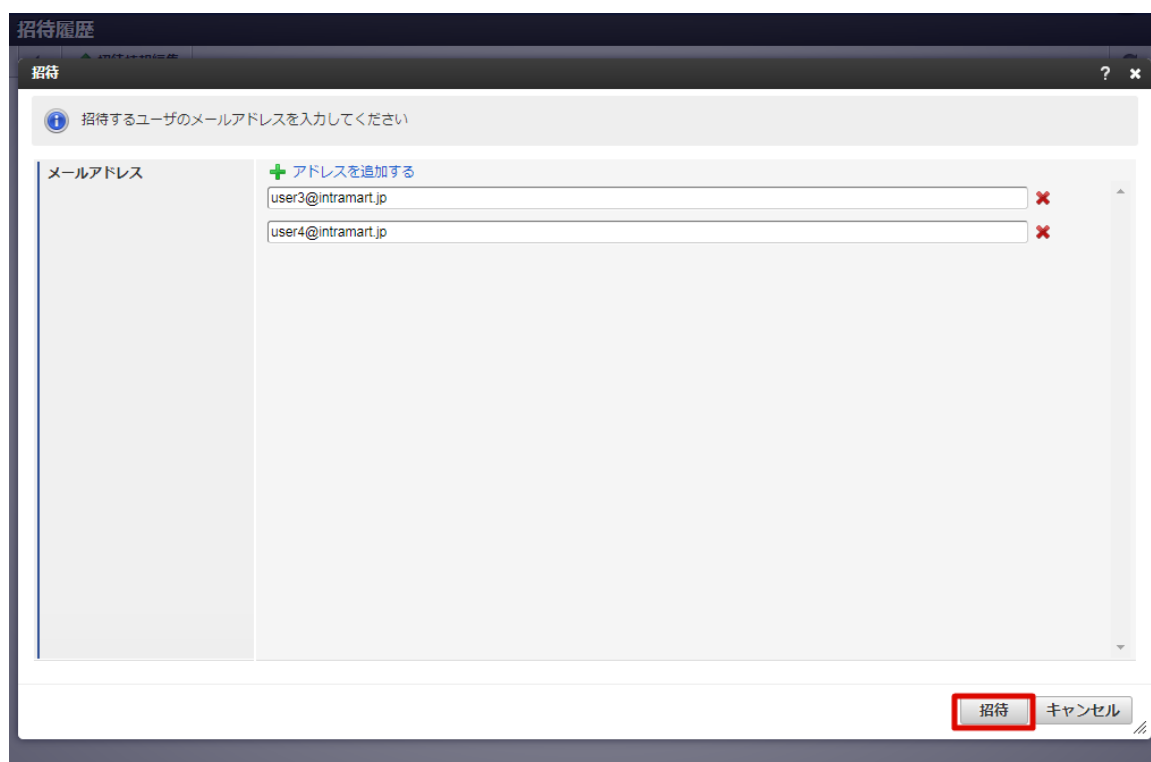 招待履歴
招待
?
招待するユーザのメールアドレスを入力してください
メールアドレス
アドレスを追加する
user3@intramart.jp
user4@intramart.jp
招待 キャンセル